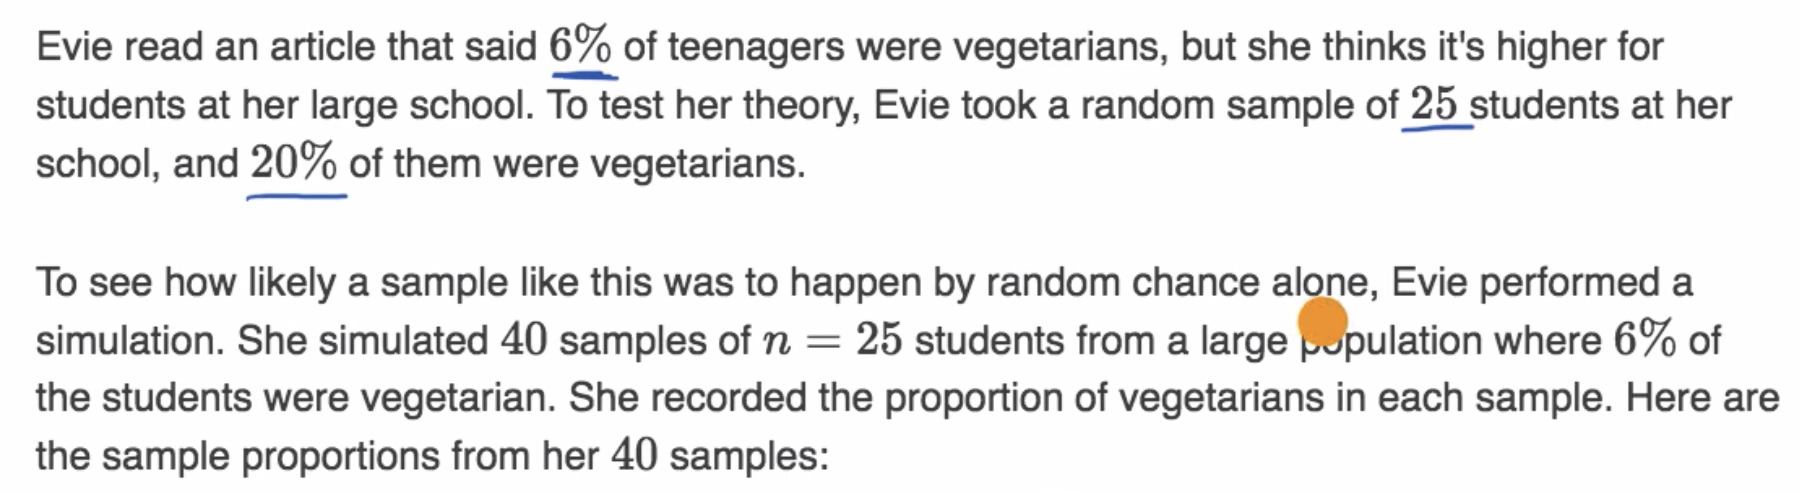 Evie read an article that said 6% of teenagers were vegetarians, but she thinks it's higher for
students at her large school. To test her theory, Evie took a random sample of 25 students at her
school, and 20% of them were vegetarians.
To see how likely a sample like this was to happen by random chance alone, Evie performed a
simulation. She simulated 40 samples of n = 25 students from a large population where 6% of
the students were vegetarian. She recorded the proportion of vegetarians in each sample. Here are
the sample proportions from her 40 samples: